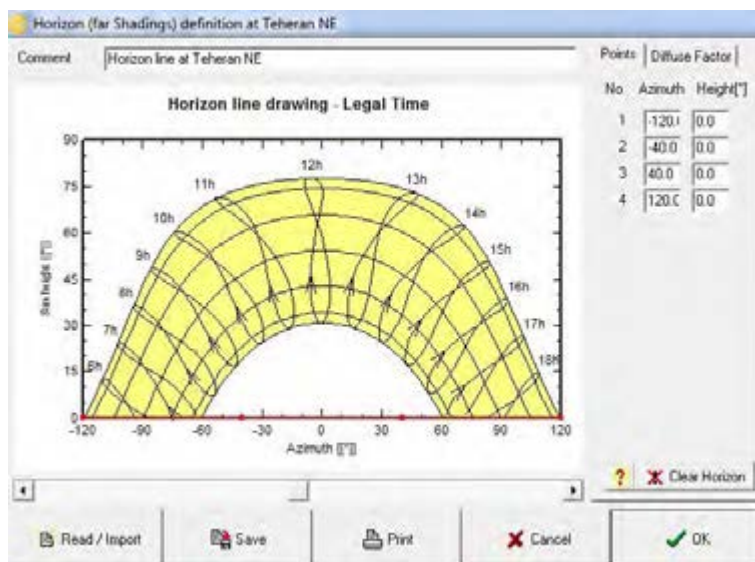 Horizon (far Shadings) definition at Teheran NE
Comment Horizon line at Teheran NE
Points Diffuse Factor
No Azimuth Height[°]
1 -120.( 0.0
2 -40.0 0.0
3 40.0 0.0
4 120.C 0.0
Horizon line drawing - Legal Time
90
75
60
45
30
15
0
Sun height [[°]]
-120 -90 -60 -30 0 30 60 90 120
Azimuth [[°]]
6h
7h
8h
9h
10h
11h
12h
13h
14h
15h
16h
17h
18h
? Clear Horizon
Read / Import Save Print Cancel OK